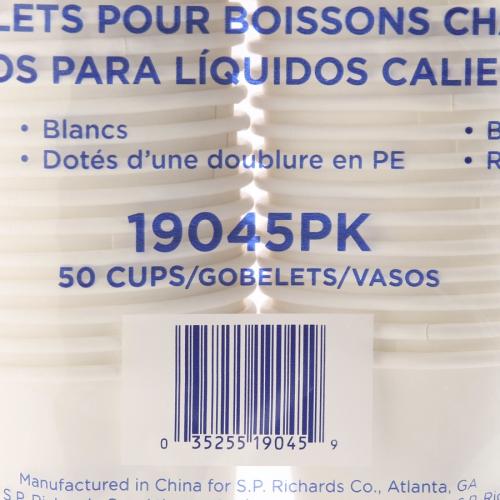 LETS POUR BOISSONS CHA
OS PARA LÍQUIDOS CALIE
• Blancs • B
• Dotés d'une doublure en PE • R
19045PK
50 CUPS/GOBELETS/VASOS
0 35255 19045 9
Manufactured in China for S.P. Richards Co., Atlanta, GA